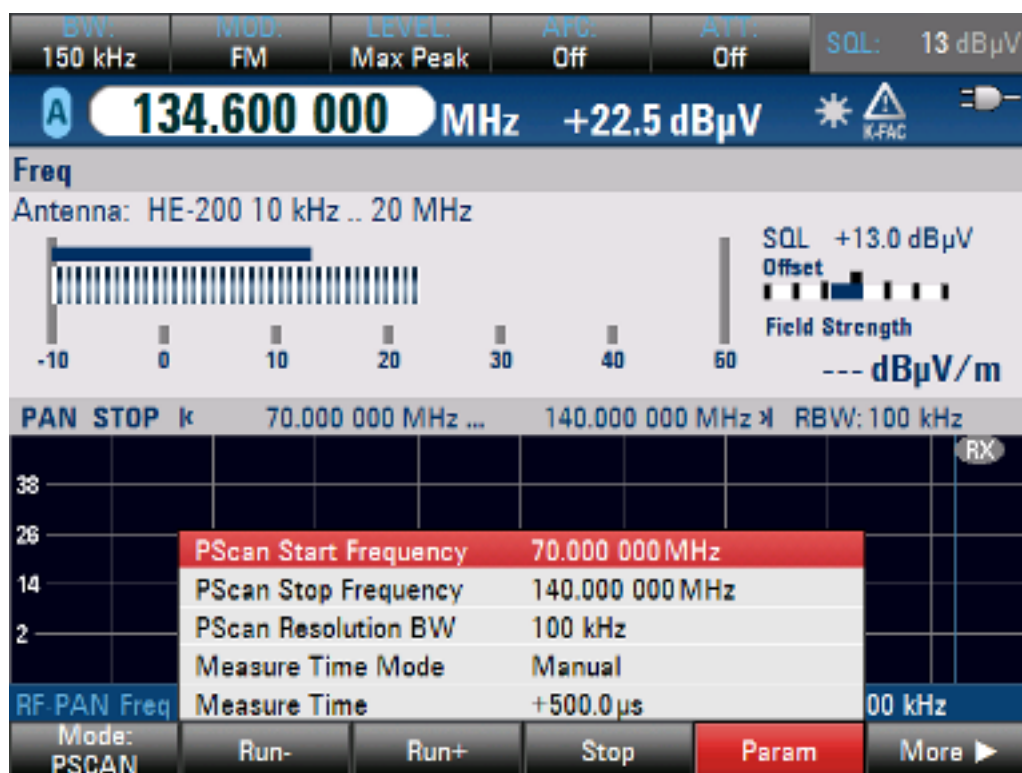 BW: MOD: LEVEL: AFC: ATT: SQL: 13 dBµV
150 kHz FM Max Peak Off Off
A 134.600 000 MHz +22.5 dBµV K-FAC
Freq
Antenna: HE-200 10 kHz .. 20 MHz
SQL +13.0 dBµV
Offset
Field Strength
-10 0 10 20 30 40 60
--- dBµV/m
PAN STOP 70.000 000 MHz ... 140.000 000 MHz RBW: 100 kHz
RX
38
26
PScan Start Frequency 70.000 000 MHz
14
PScan Stop Frequency 140.000 000 MHz
2
PScan Resolution BW 100 kHz
Measure Time Mode Manual
RF-PAN Freq Measure Time +500.0 µs 00 kHz
Mode: PSCAN Run- Run+ Stop Param More ▶